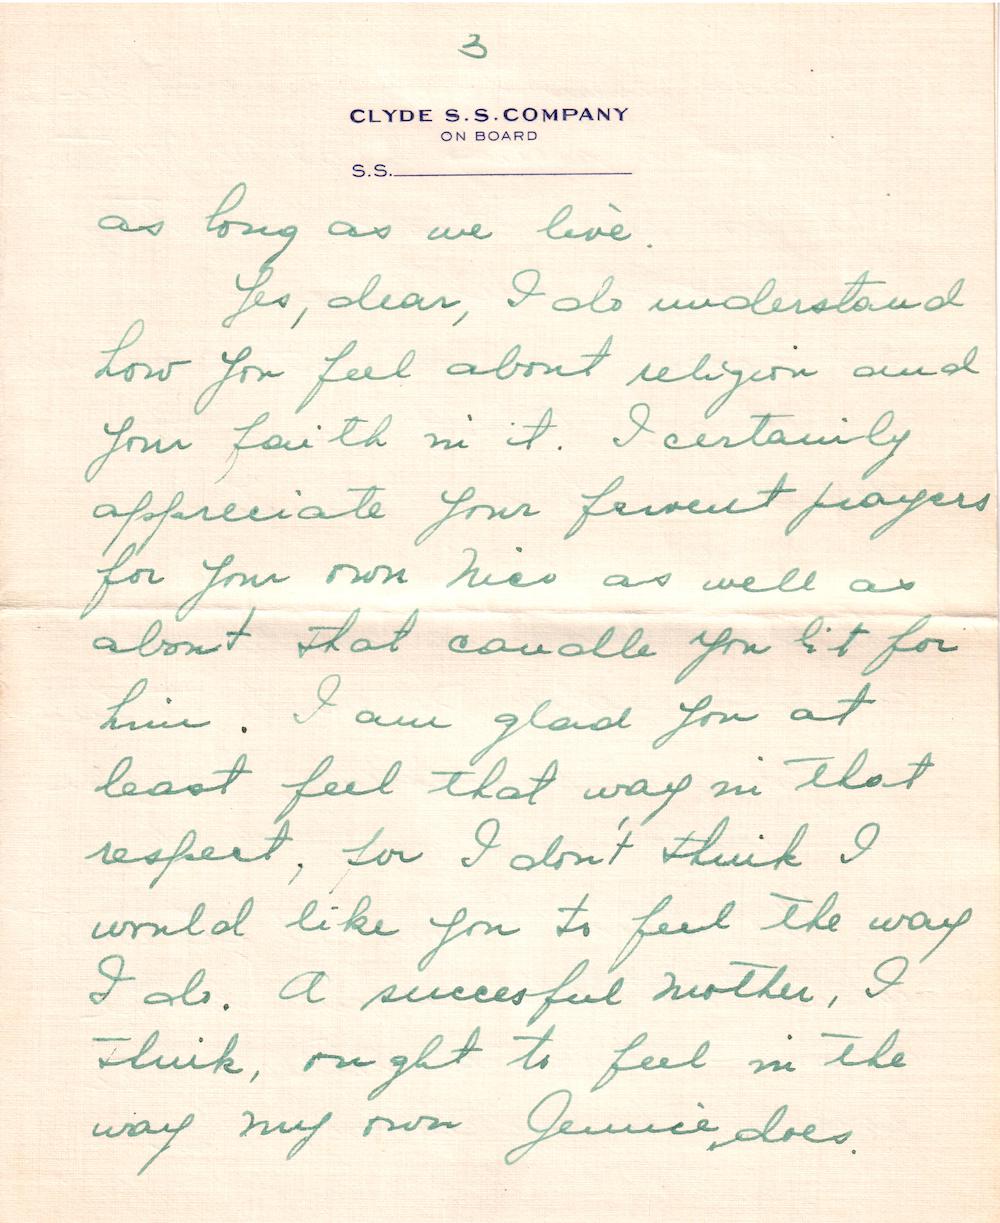 3
CLYDE S.S. COMPANY
ON BOARD
S.S.
as long as we live.
Yes, dear, I do understand
how you feel about religion and
your faith in it. I certainly
appreciate your fervent prayers
for your own Nico as well as
about that candle you lit for
him. I am glad you at
least feel that way in that
respect, for I don't think I
would like you to feel the way
I do. A succesful mother, I
think, ought to feel in the
way my own Jennie, does.